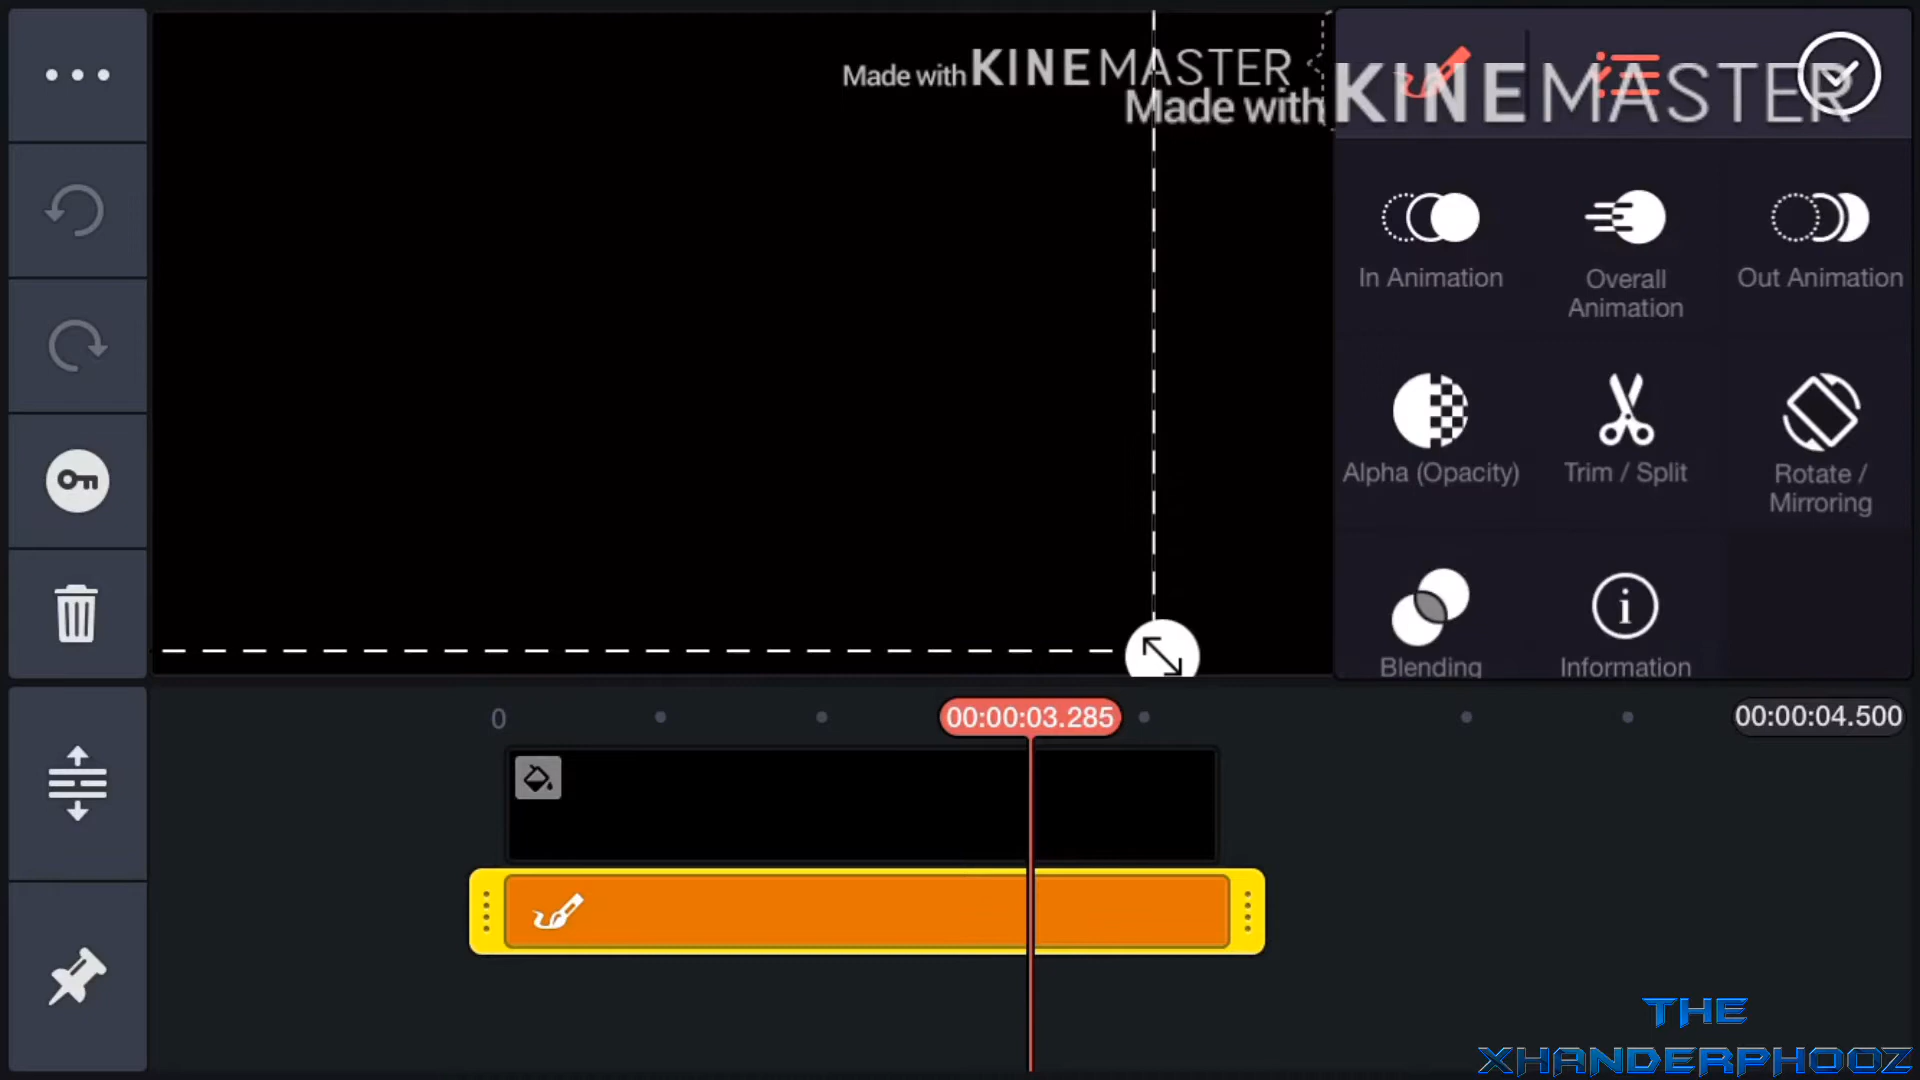 Made with KINEMASTER
Made with KINEMASTER
In Animation
Overall
Animation
Out Animation
Alpha (Opacity)
Trim / Split
Rotate /
Mirroring
Blending
Information
0
00:00:03.285
00:00:04.500
THE
XHANDERPHOOZ